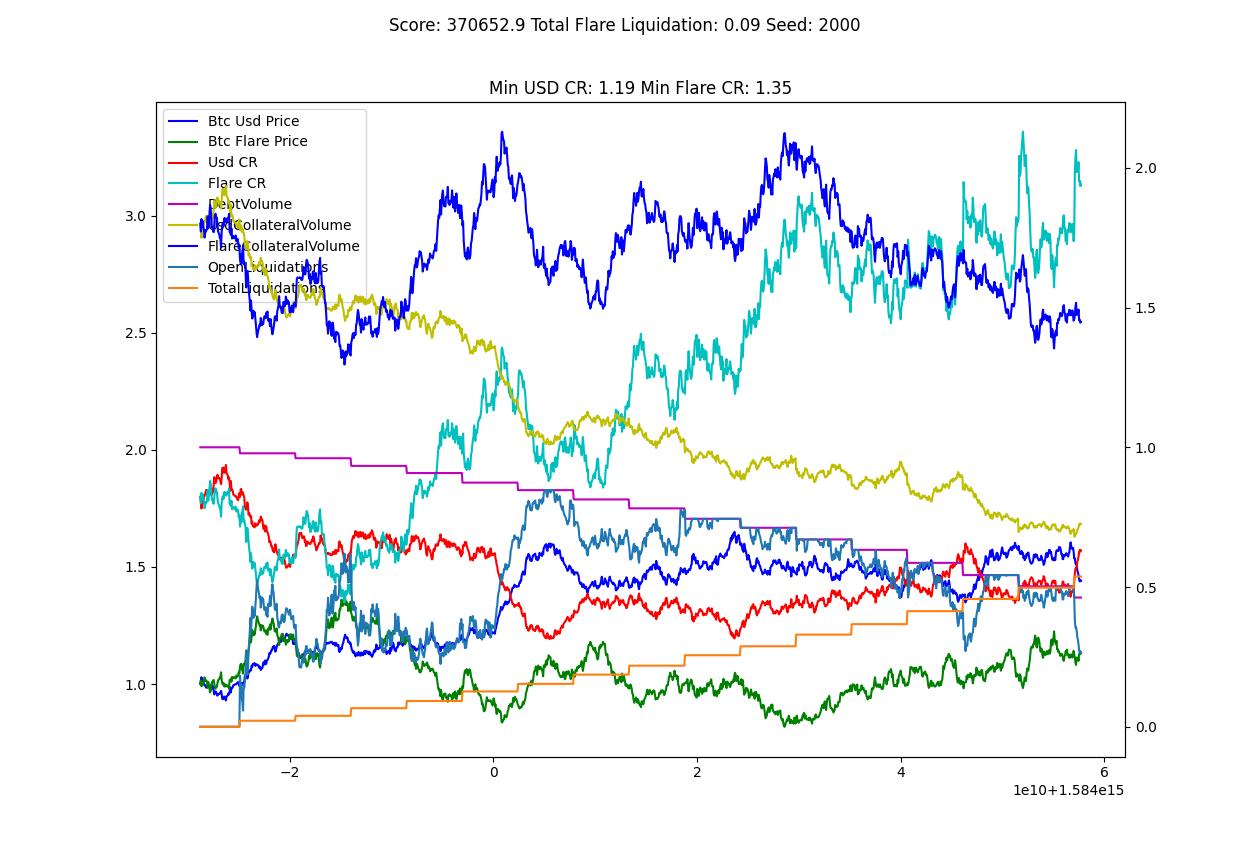 Score: 370652.9 Total Flare Liquidation: 0.09 Seed: 2000
Min USD CR: 1.19 Min Flare CR: 1.35
Btc Usd Price
Btc Flare Price
Usd CR
Flare CR
DebtVolume
UsdCollateralVolume
FlareCollateralVolume
OpenLiquidations
TotalLiquidations
3.0
2.5
2.0
1.5
1.0
2.0
1.5
1.0
0.5
0.0
−2
0
2
4
6
1e10+1.584e15